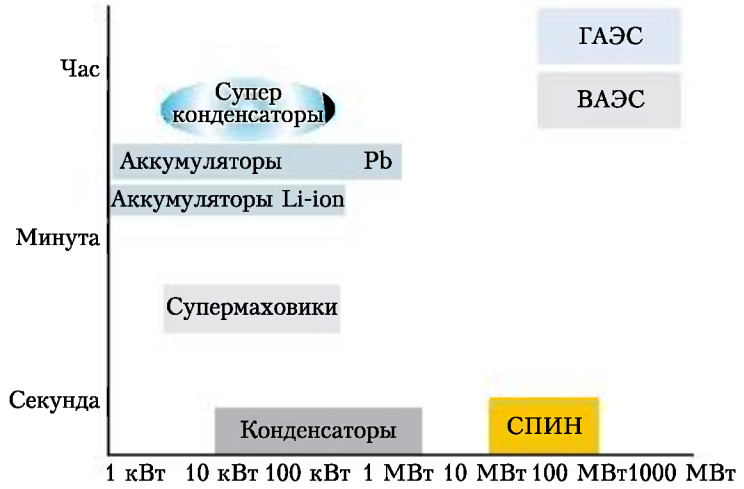 ГАЭС
Час
ВАЭС
Супер
конденсаторы
Аккумуляторы Pb
Аккумуляторы Li-ion
Минута
Супермаховики
Секунда
Конденсаторы
СПИН
1 кВт 10 кВт 100 кВт 1 МВт 10 МВт 100 МВт 1000 МВт